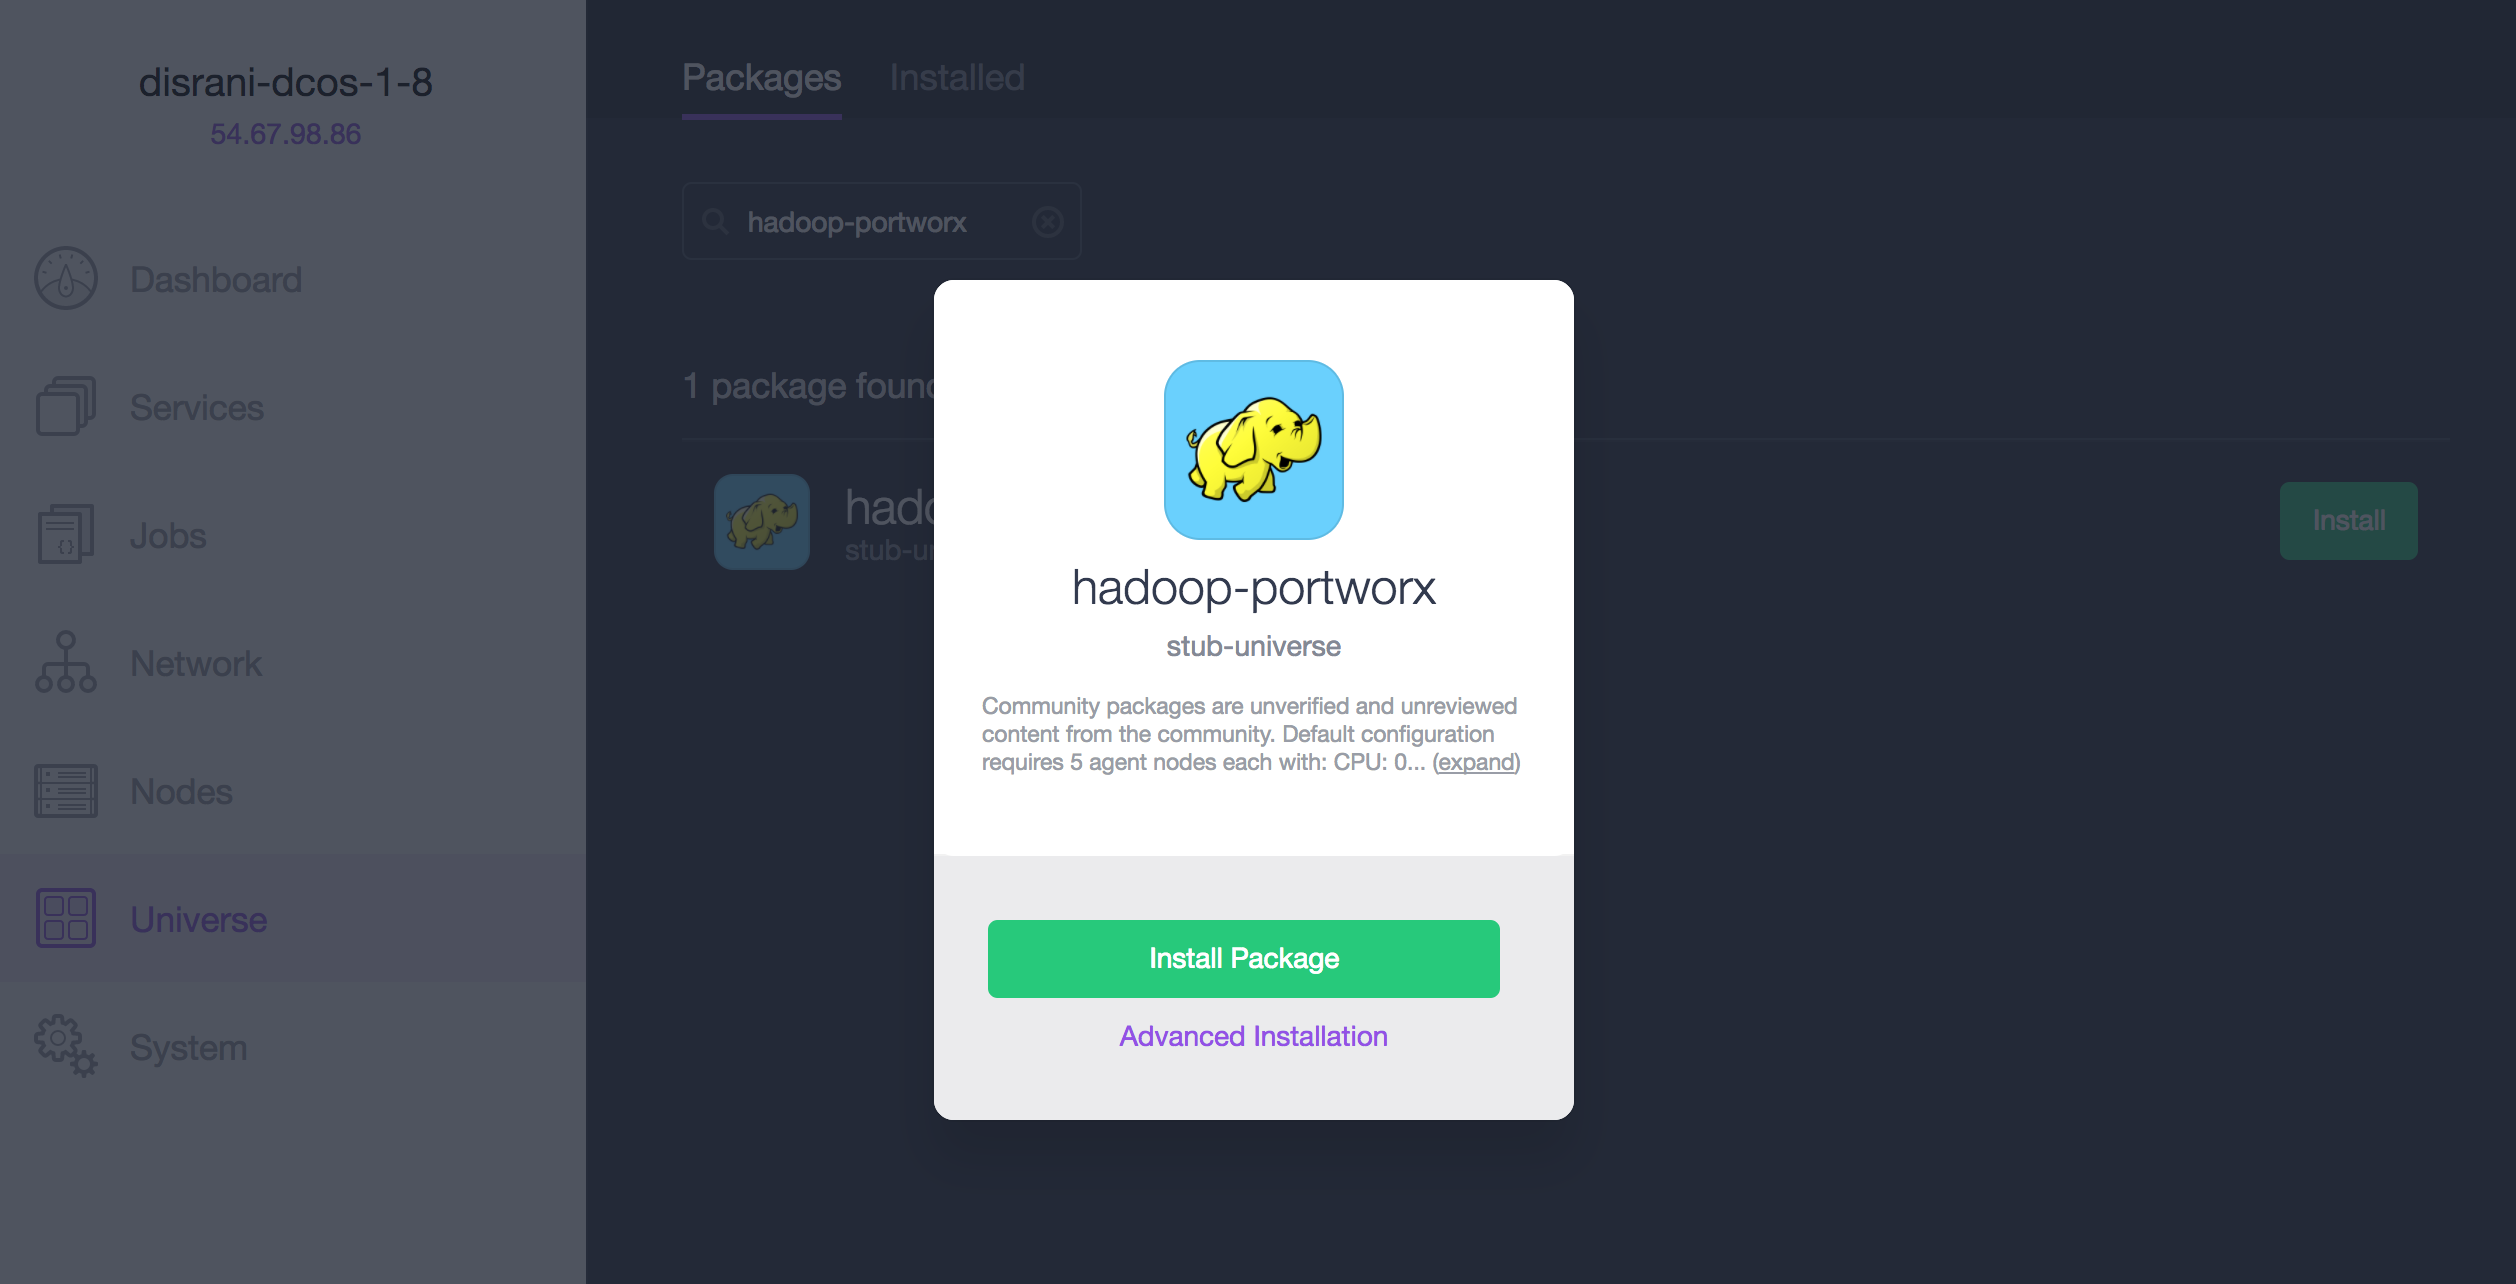 disrani-dcos-1-8
54.67.98.86
Dashboard
Services
Jobs
Network
Nodes
Universe
System
Packages
Installed
hadoop-portworx
1 package foun
hado
stub-u
Install
hadoop-portworx
stub-universe
Community packages are unverified and unreviewed
content from the community. Default configuration
requires 5 agent nodes each with: CPU: 0... (expand)
Install Package
Advanced Installation